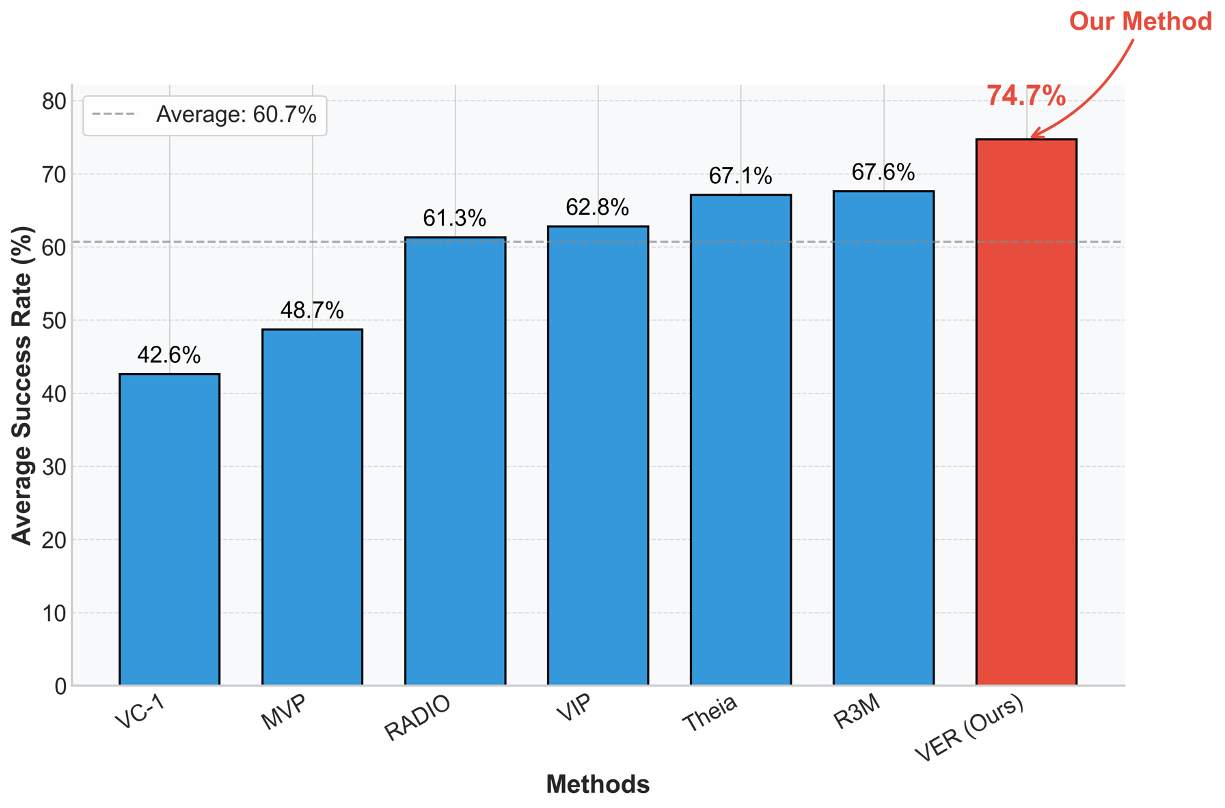 Our Method
Average: 60.7%
Average Success Rate (%)
80
70
60
50
40
30
20
10
0
42.6%
48.7%
61.3%
62.8%
67.1%
67.6%
74.7%
VC-1
MVP
RADIO
VIP
Theia
R3M
VER (Ours)
Methods